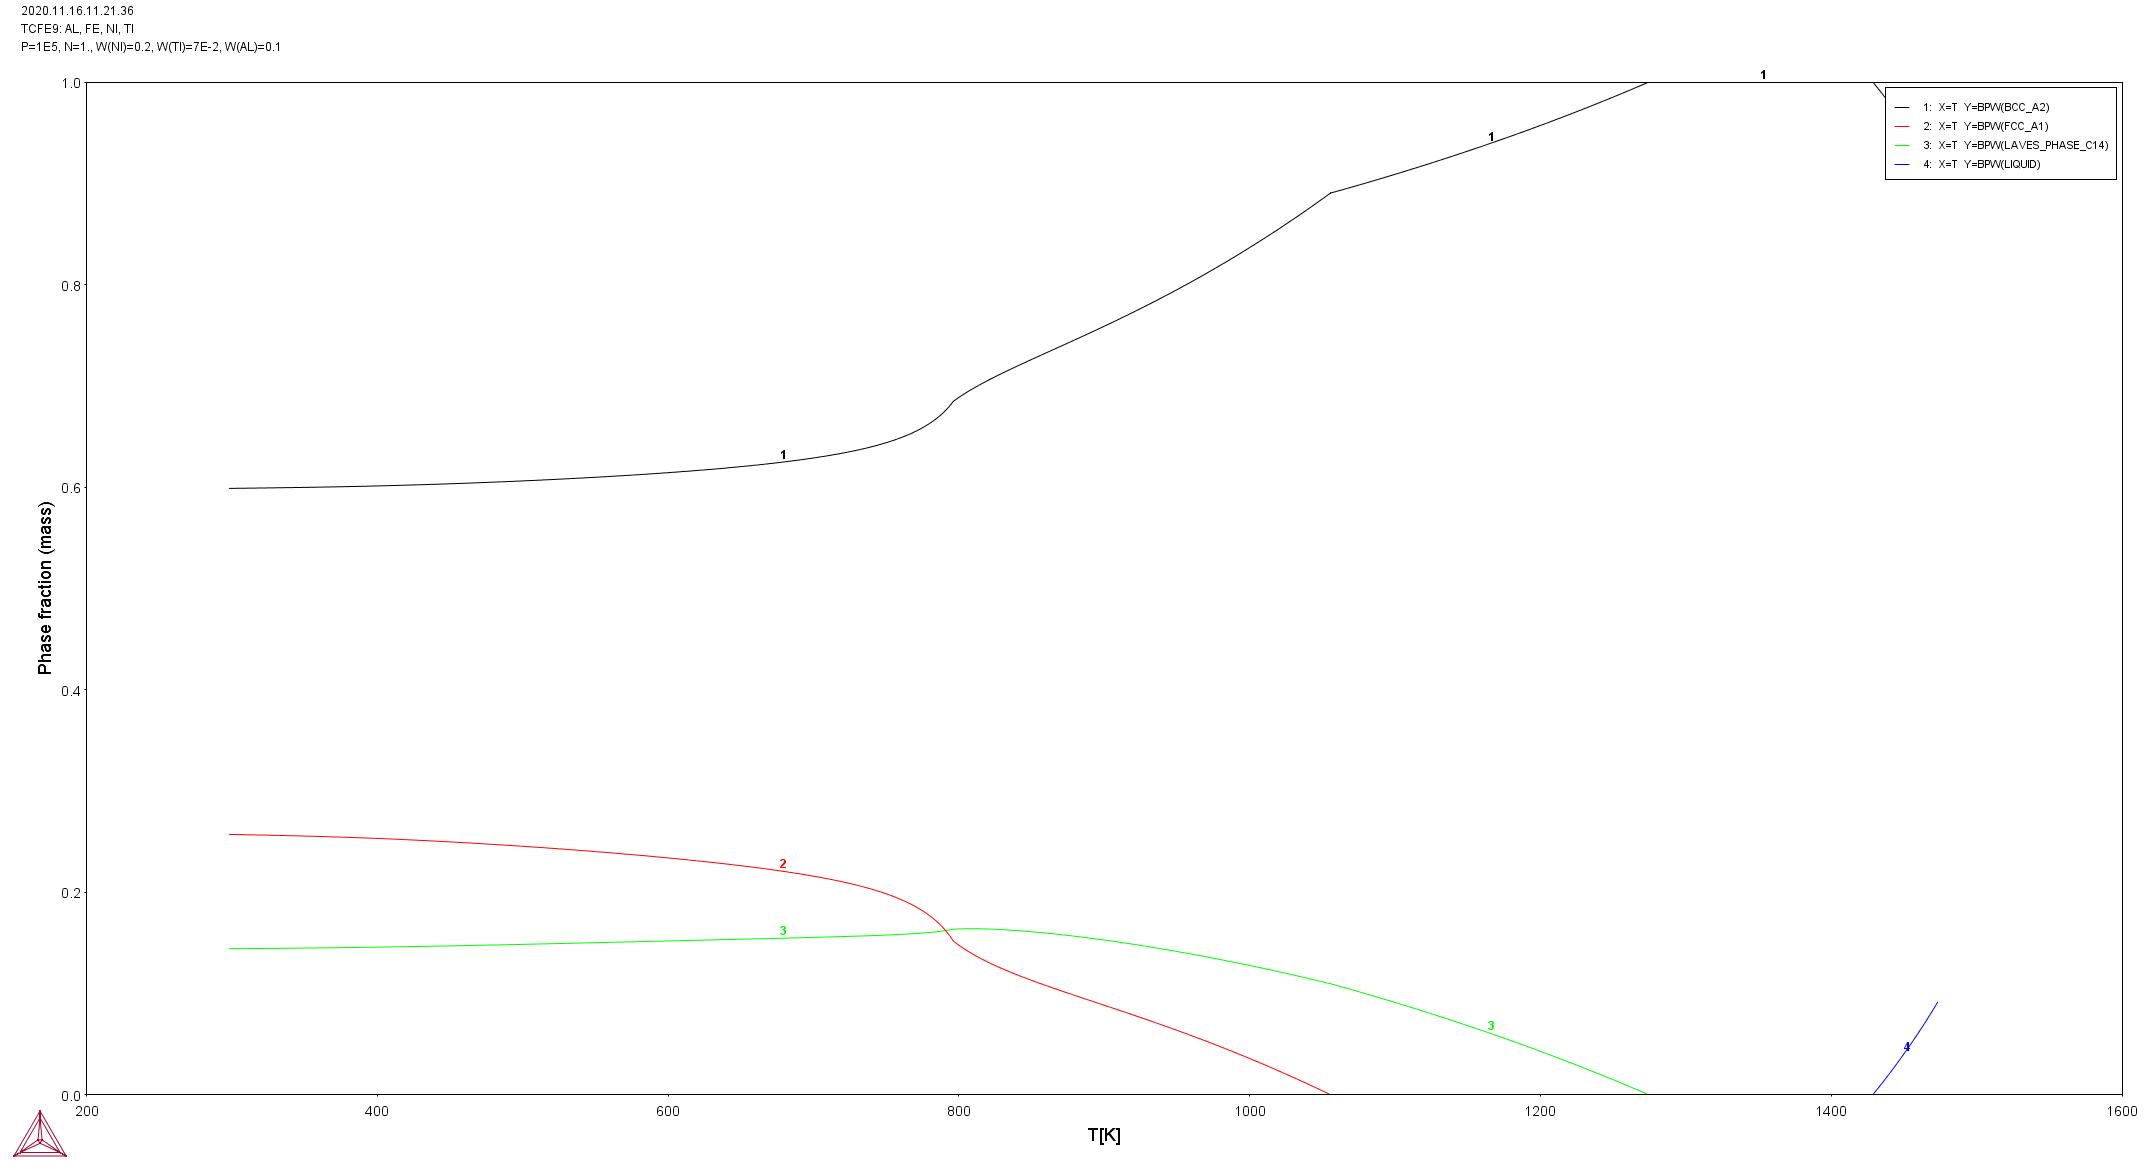 2020.11.16.11.21.36
TCFE9: AL, FE, NI, TI
P=1E5, N=1., W(NI)=0.2, W(TI)=7E-2, W(AL)=0.1
1.0
0.8
0.6
0.4
0.2
0.0
Phase fraction (mass)
1
1
1
2
3
3
4
1: X=T Y=BPW(BCC_A2)
2: X=T Y=BPW(FCC_A1)
3: X=T Y=BPW(LAVES_PHASE_C14)
4: X=T Y=BPW(LIQUID)
200 400 600 800 1000 1200 1400 1600
T[K]